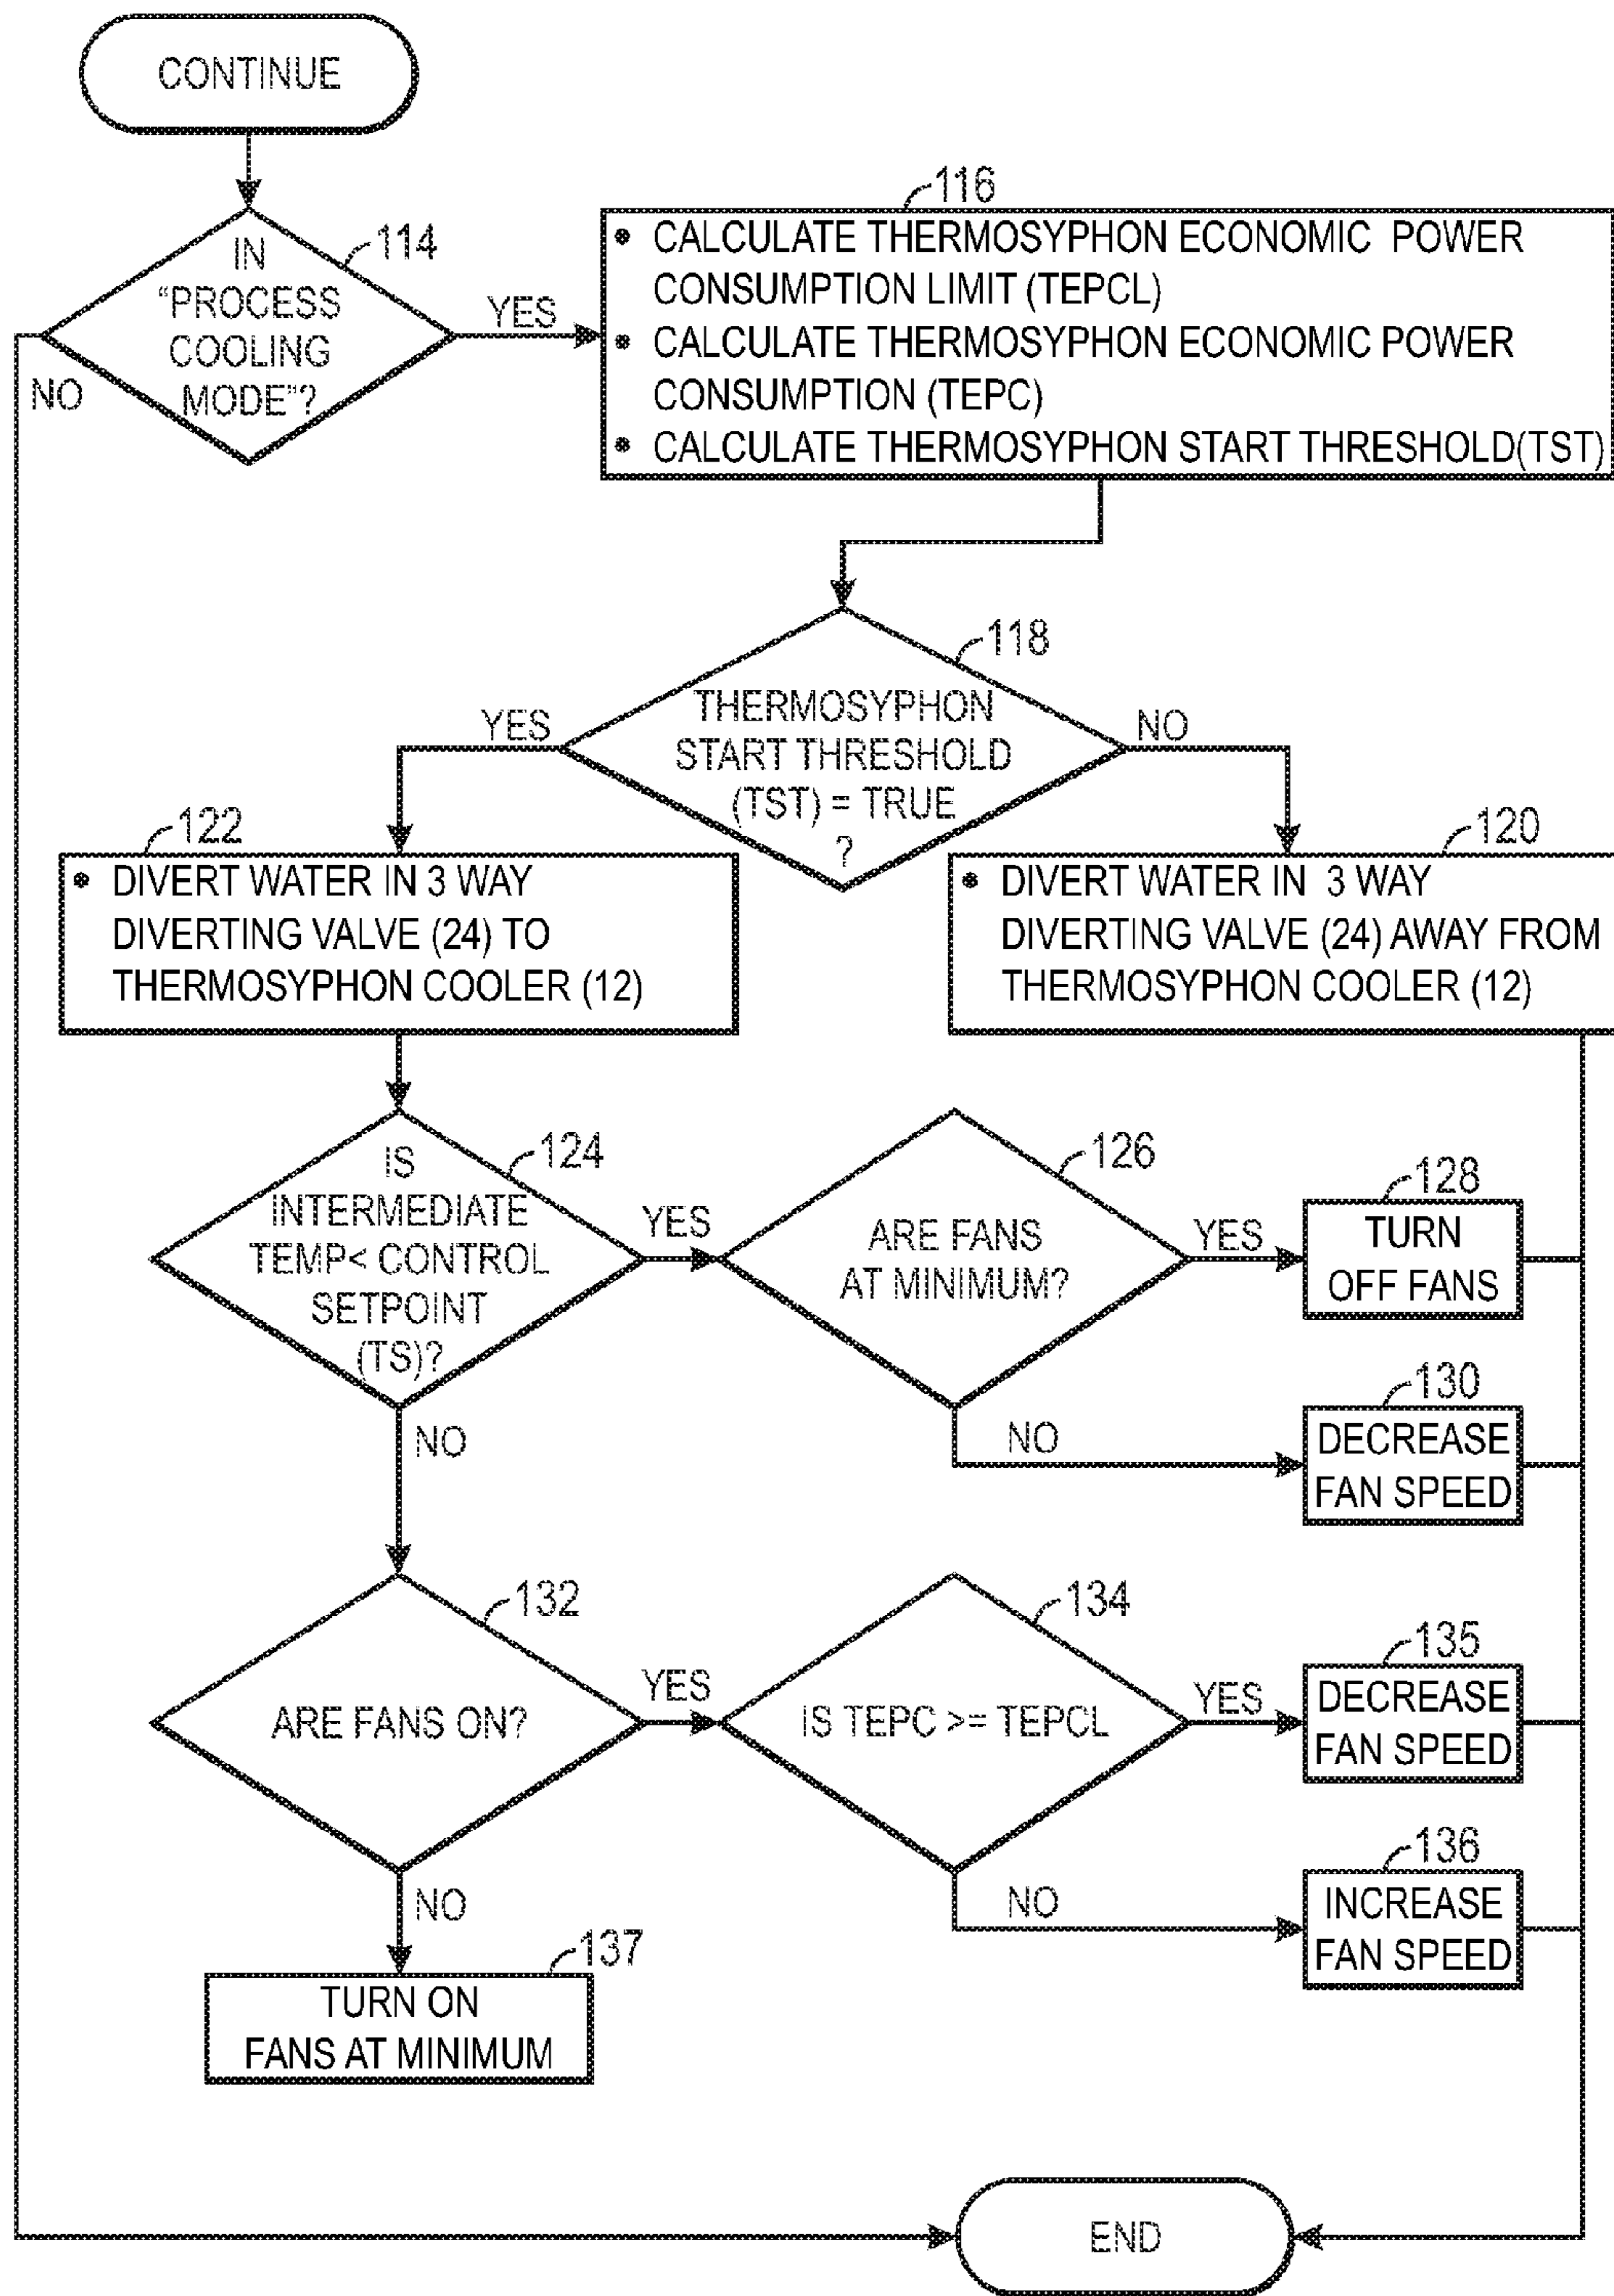 CONTINUE
114
IN
“PROCESS
COOLING
MODE”?
YES
NO
116
• CALCULATE THERMOSYPHON ECONOMIC POWER
CONSUMPTION LIMIT (TEPCL)
• CALCULATE THERMOSYPHON ECONOMIC POWER
CONSUMPTION (TEPC)
• CALCULATE THERMOSYPHON START THRESHOLD(TST)
118
THERMOSYPHON
START THRESHOLD
(TST) = TRUE
?
YES
NO
122
• DIVERT WATER IN 3 WAY
DIVERTING VALVE (24) TO
THERMOSYPHON COOLER (12)
120
• DIVERT WATER IN 3 WAY
DIVERTING VALVE (24) AWAY FROM
THERMOSYPHON COOLER (12)
124
IS
INTERMEDIATE
TEMP< CONTROL
SETPOINT
(TS)?
YES
NO
126
ARE FANS
AT MINIMUM?
YES
NO
128
TURN
OFF FANS
130
DECREASE
FAN SPEED
132
ARE FANS ON?
YES
NO
134
IS TEPC >= TEPCL
YES
NO
135
DECREASE
FAN SPEED
136
INCREASE
FAN SPEED
137
TURN ON
FANS AT MINIMUM
END